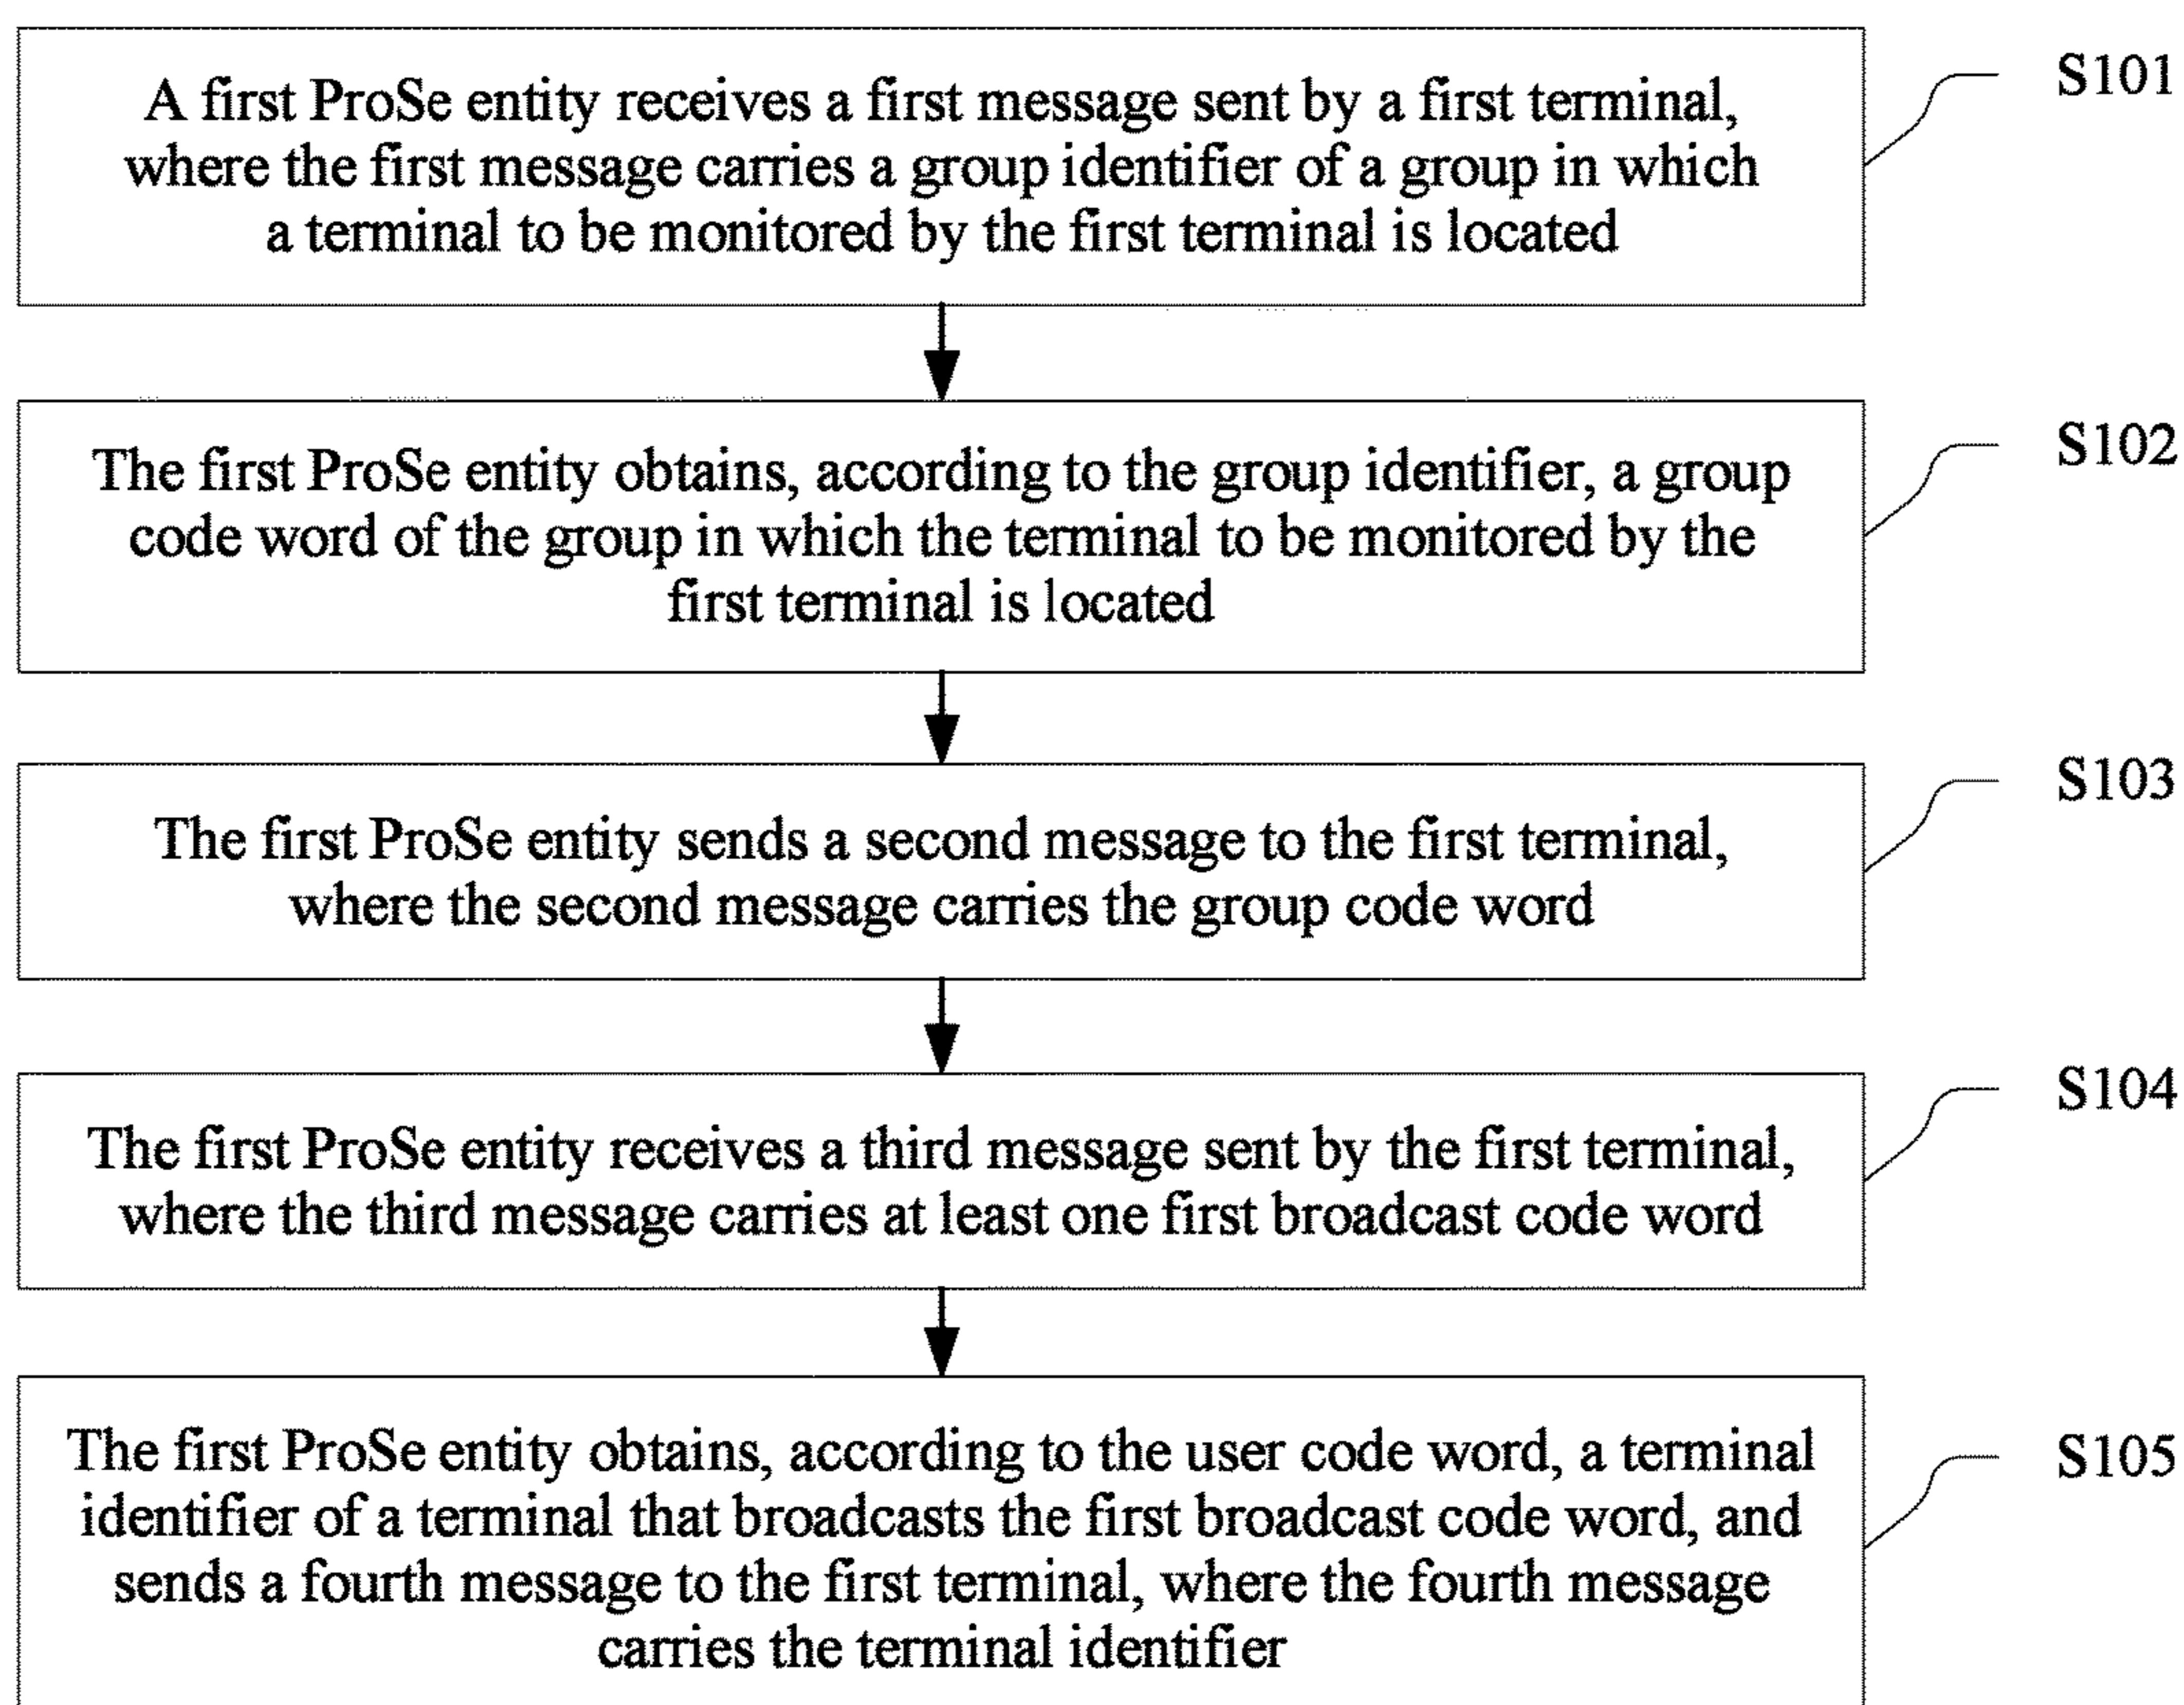 A first ProSe entity receives a first message sent by a first terminal,
where the first message carries a group identifier of a group in which
a terminal to be monitored by the first terminal is located
S101
The first ProSe entity obtains, according to the group identifier, a group
code word of the group in which the terminal to be monitored by the
first terminal is located
S102
The first ProSe entity sends a second message to the first terminal,
where the second message carries the group code word
S103
The first ProSe entity receives a third message sent by the first terminal,
where the third message carries at least one first broadcast code word
S104
The first ProSe entity obtains, according to the user code word, a terminal
identifier of a terminal that broadcasts the first broadcast code word, and
sends a fourth message to the first terminal, where the fourth message
carries the terminal identifier
S105